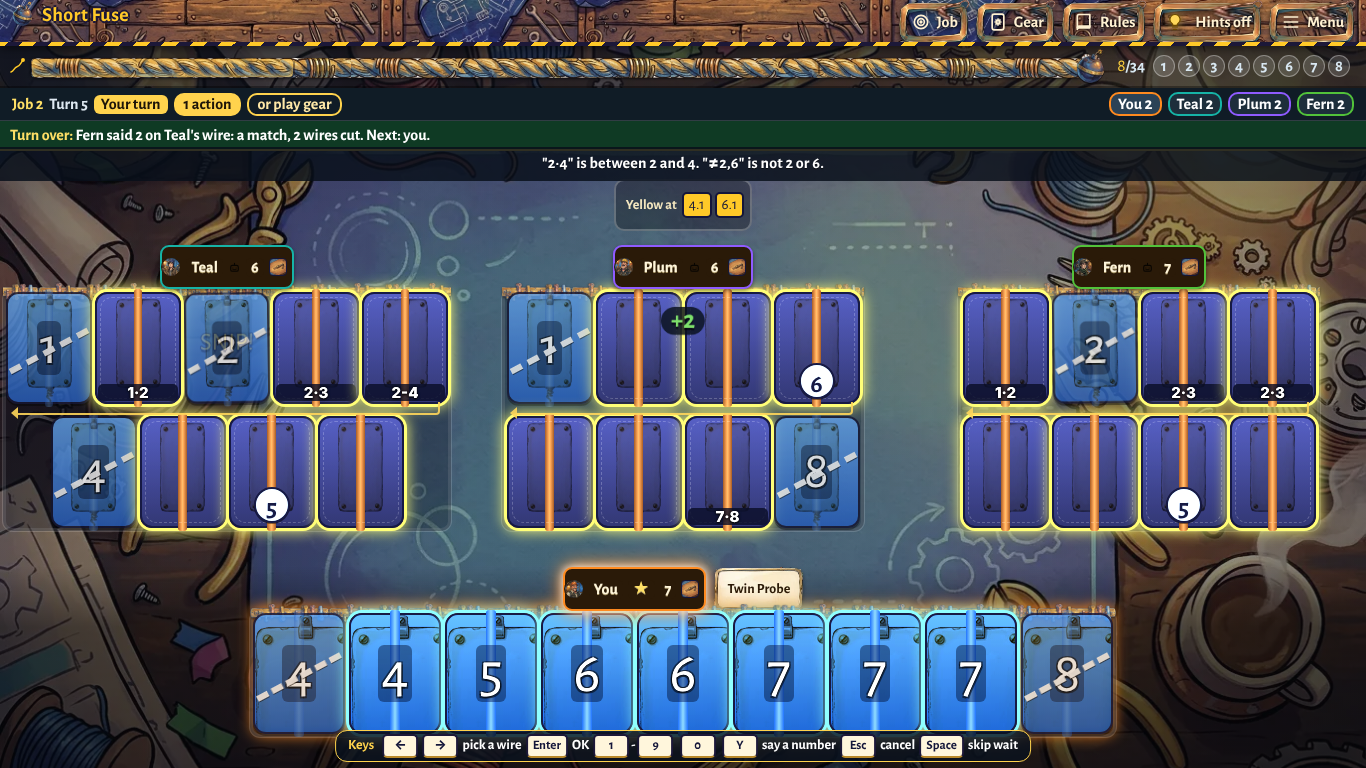 Short Fuse
Job
Gear
Rules
Hints off
Menu
8/34
1 2 3 4 5 6 7 8
Job 2 Turn 5 Your turn 1 action or play gear
You 2 Teal 2 Plum 2 Fern 2
Turn over: Fern said 2 on Teal's wire: a match, 2 wires cut. Next: you.
"2·4" is between 2 and 4. "≠2,6" is not 2 or 6.
Yellow at 4.1 6.1
Teal 6
Plum 6
Fern 7
1 1·2 2 2·3 2-4
1 +2 6
1·2 2 2·3 2·3
4 5
7·8 8
5
You ★ 7
Twin Probe
4 4 5 6 6 7 7 7 8
Keys ← → pick a wire Enter OK 1 - 9 0 Y say a number Esc cancel Space skip wait